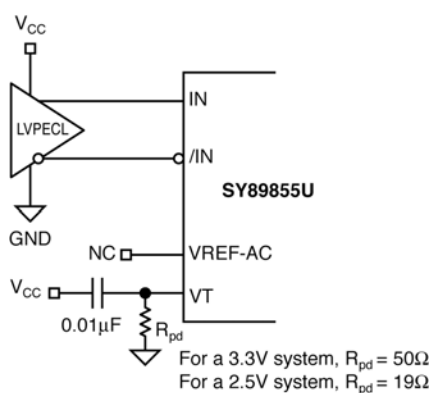 VCC
LVPECL
IN
/IN
SY89855U
GND
NC
VREF-AC
VCC
VT
0.01µF
Rpd
For a 3.3V system, Rpd = 50Ω
For a 2.5V system, Rpd = 19Ω